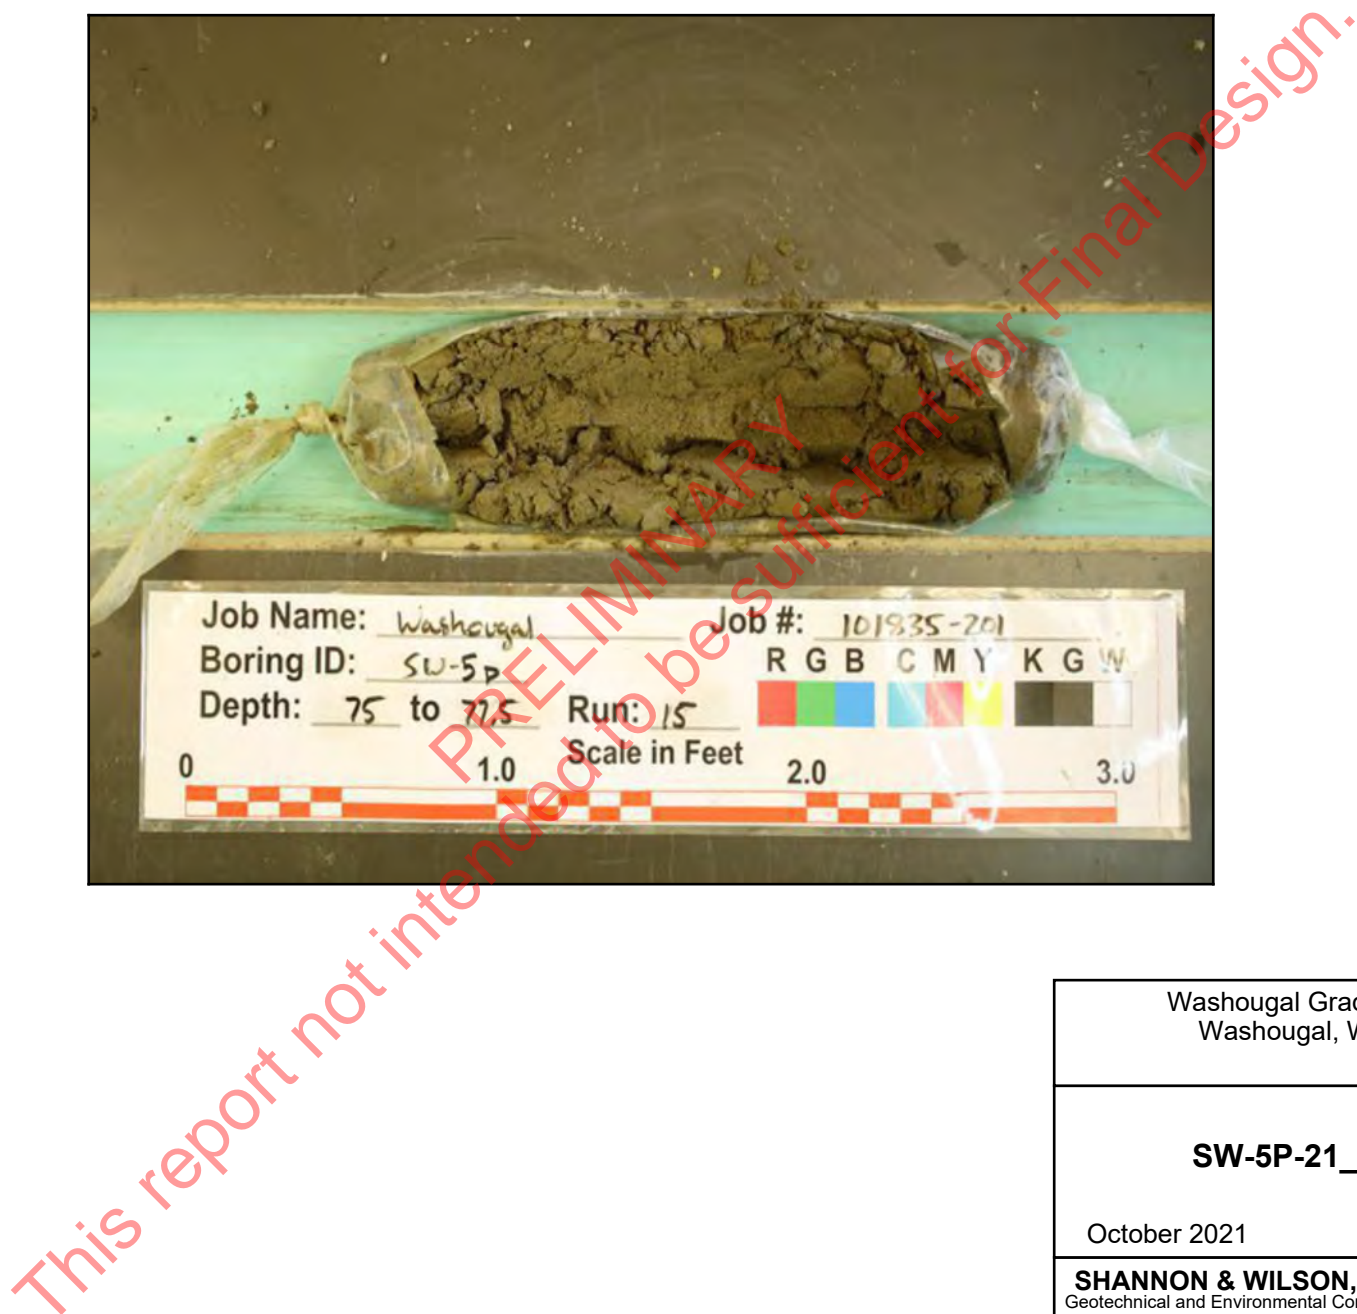 Job Name: Washougal Job #: 101835-201
Boring ID: SW-5P R G B C M Y K G W
Depth: 75 to 77.5 Run: 15
Scale in Feet
0 1.0 2.0 3.0
PRELIMINARY
This report not intended to be sufficient for Final Design.
Washougal Grad
Washougal, W
SW-5P-21_
October 2021
SHANNON & WILSON,
Geotechnical and Environmental Con